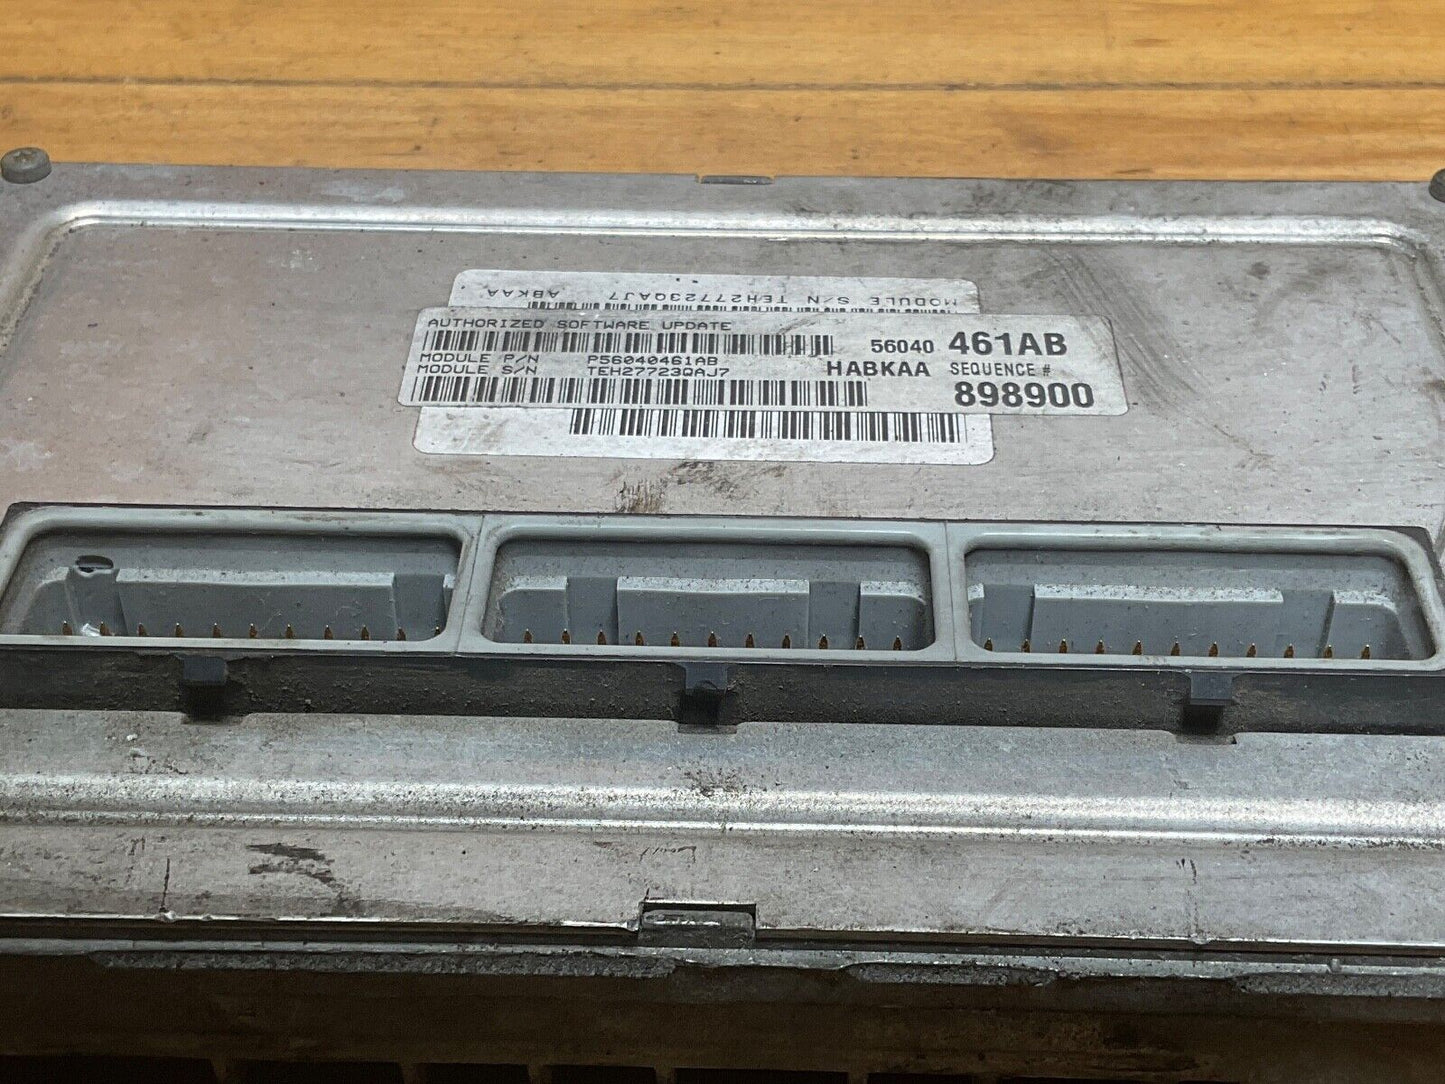 MODULE S/N TEH27723QAJ7 ABKAA
AUTHORIZED SOFTWARE UPDATE
56040 461AB
MODULE P/N P56040461AB
MODULE S/N TEH27723QAJ7
HABKAA SEQUENCE #
898900